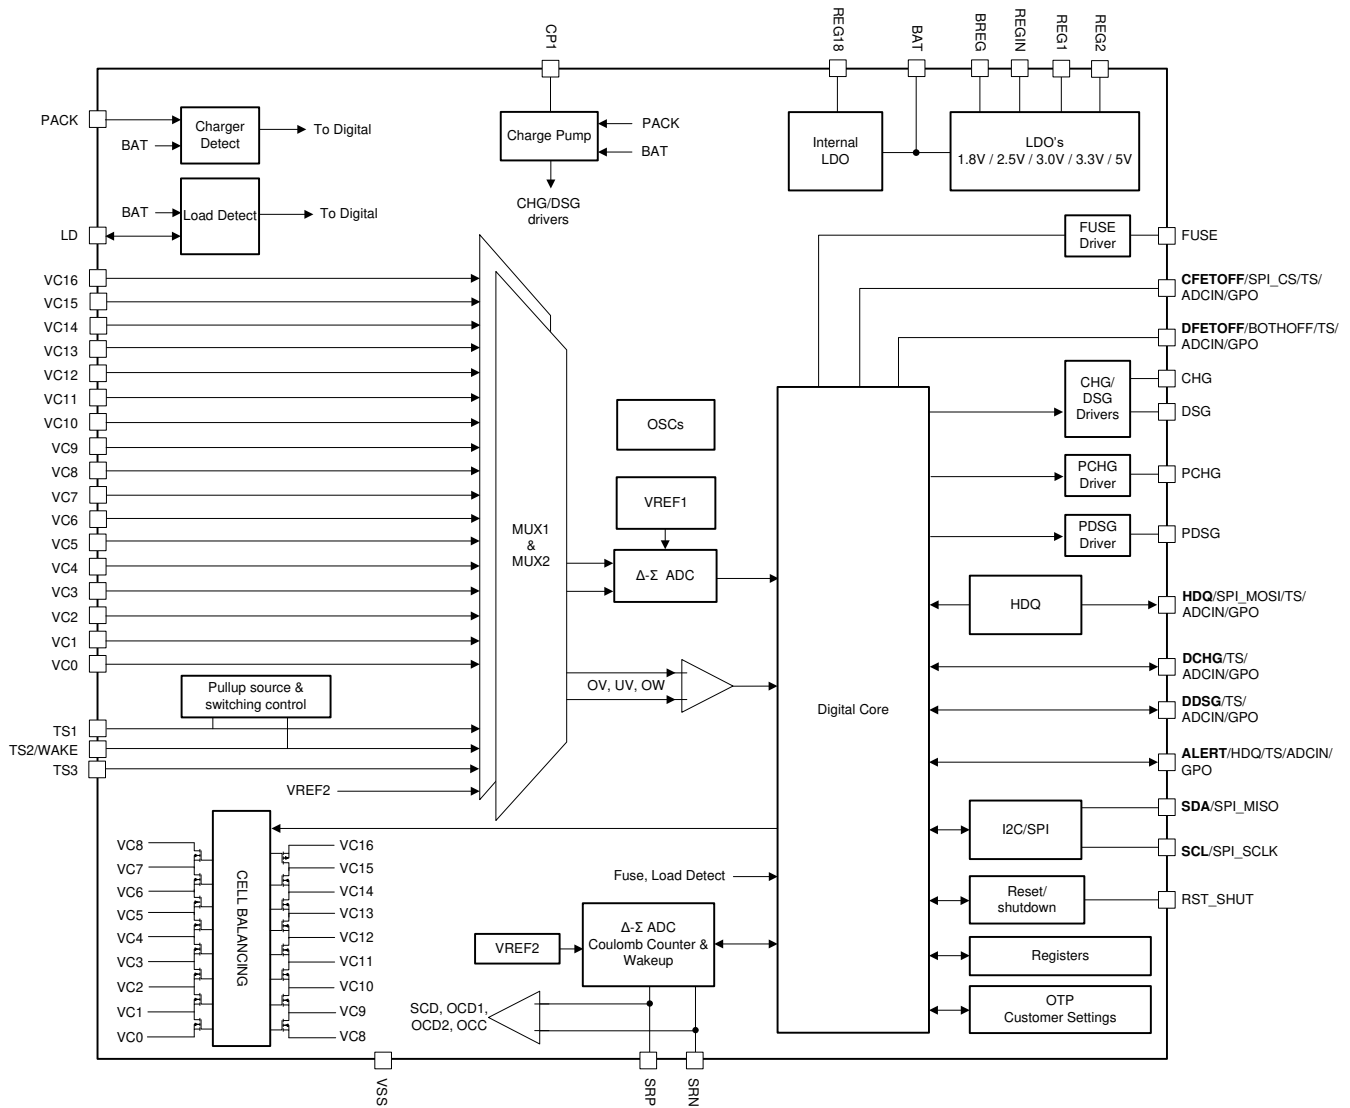 CP1
REG18
BAT
BREG
REGIN
REG1
REG2
PACK
BAT
Charger
Detect
To Digital
Charge Pump
PACK
BAT
CHG/DSG
drivers
Internal
LDO
LDO's
1.8V / 2.5V / 3.0V / 3.3V / 5V
BAT
LD
Load Detect
To Digital
FUSE
Driver
FUSE
VC16
VC15
VC14
VC13
VC12
VC11
VC10
VC9
VC8
VC7
VC6
VC5
VC4
VC3
VC2
VC1
VC0
Pullup source &
switching control
TS1
TS2/WAKE
TS3
VREF2
MUX1
&
MUX2
OSCs
VREF1
Δ-Σ ADC
OV, UV, OW
Digital Core
CFETOFF/SPI_CS/TS/
ADCIN/GPO
DFETOFF/BOTHOFF/TS/
ADCIN/GPO
CHG/
DSG
Drivers
CHG
DSG
PCHG
Driver
PCHG
PDSG
Driver
PDSG
HDQ
HDQ/SPI_MOSI/TS/
ADCIN/GPO
DCHG/TS/
ADCIN/GPO
DDSG/TS/
ADCIN/GPO
ALERT/HDQ/TS/ADCIN/
GPO
I2C/SPI
SDA/SPI_MISO
SCL/SPI_SCLK
Reset/
shutdown
RST_SHUT
Registers
OTP
Customer Settings
VC8
VC7
VC6
VC5
VC4
VC3
VC2
VC1
VC0
CELL BALANCING
VC16
VC15
VC14
VC13
VC12
VC11
VC10
VC9
VC8
Fuse, Load Detect
VREF2
Δ-Σ ADC
Coulomb Counter &
Wakeup
SCD, OCD1,
OCD2, OCC
VSS
SRP
SRN